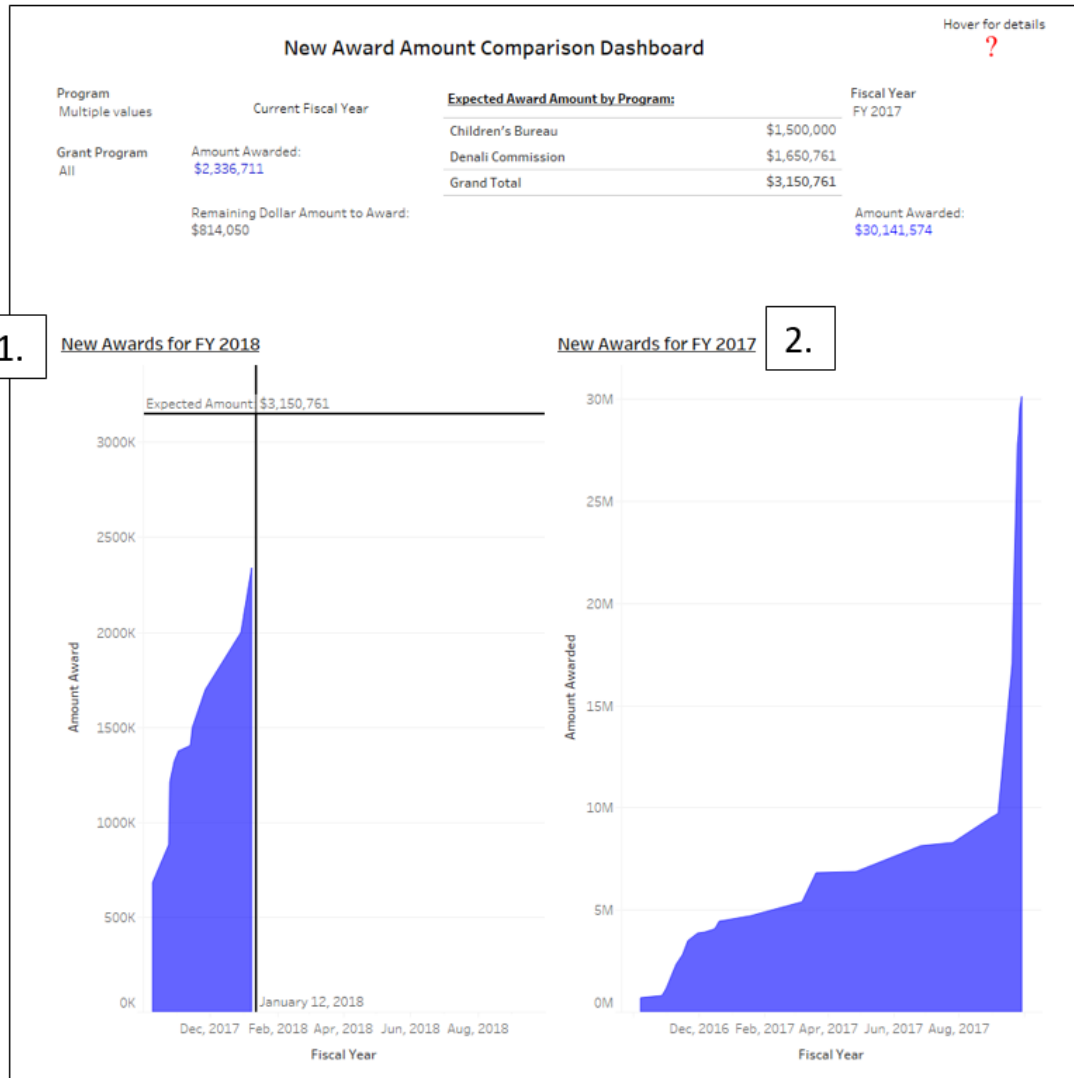 Hover for details
?
New Award Amount Comparison Dashboard
Program
Multiple values
Grant Program
All
Current Fiscal Year
Amount Awarded:
$2,336,711
Remaining Dollar Amount to Award:
$814,050
Expected Award Amount by Program:
Children's Bureau $1,500,000
Denali Commission $1,650,761
Grand Total $3,150,761
Fiscal Year
FY 2017
Amount Awarded:
$30,141,574
1.
New Awards for FY 2018
Expected Amount: $3,150,761
3000K
2500K
2000K
1500K
1000K
500K
0K
Amount Award
January 12, 2018
Dec, 2017 Feb, 2018 Apr, 2018 Jun, 2018 Aug, 2018
Fiscal Year
New Awards for FY 2017
2.
30M
25M
20M
15M
10M
5M
0M
Amount Awarded
Dec, 2016 Feb, 2017 Apr, 2017 Jun, 2017 Aug, 2017
Fiscal Year